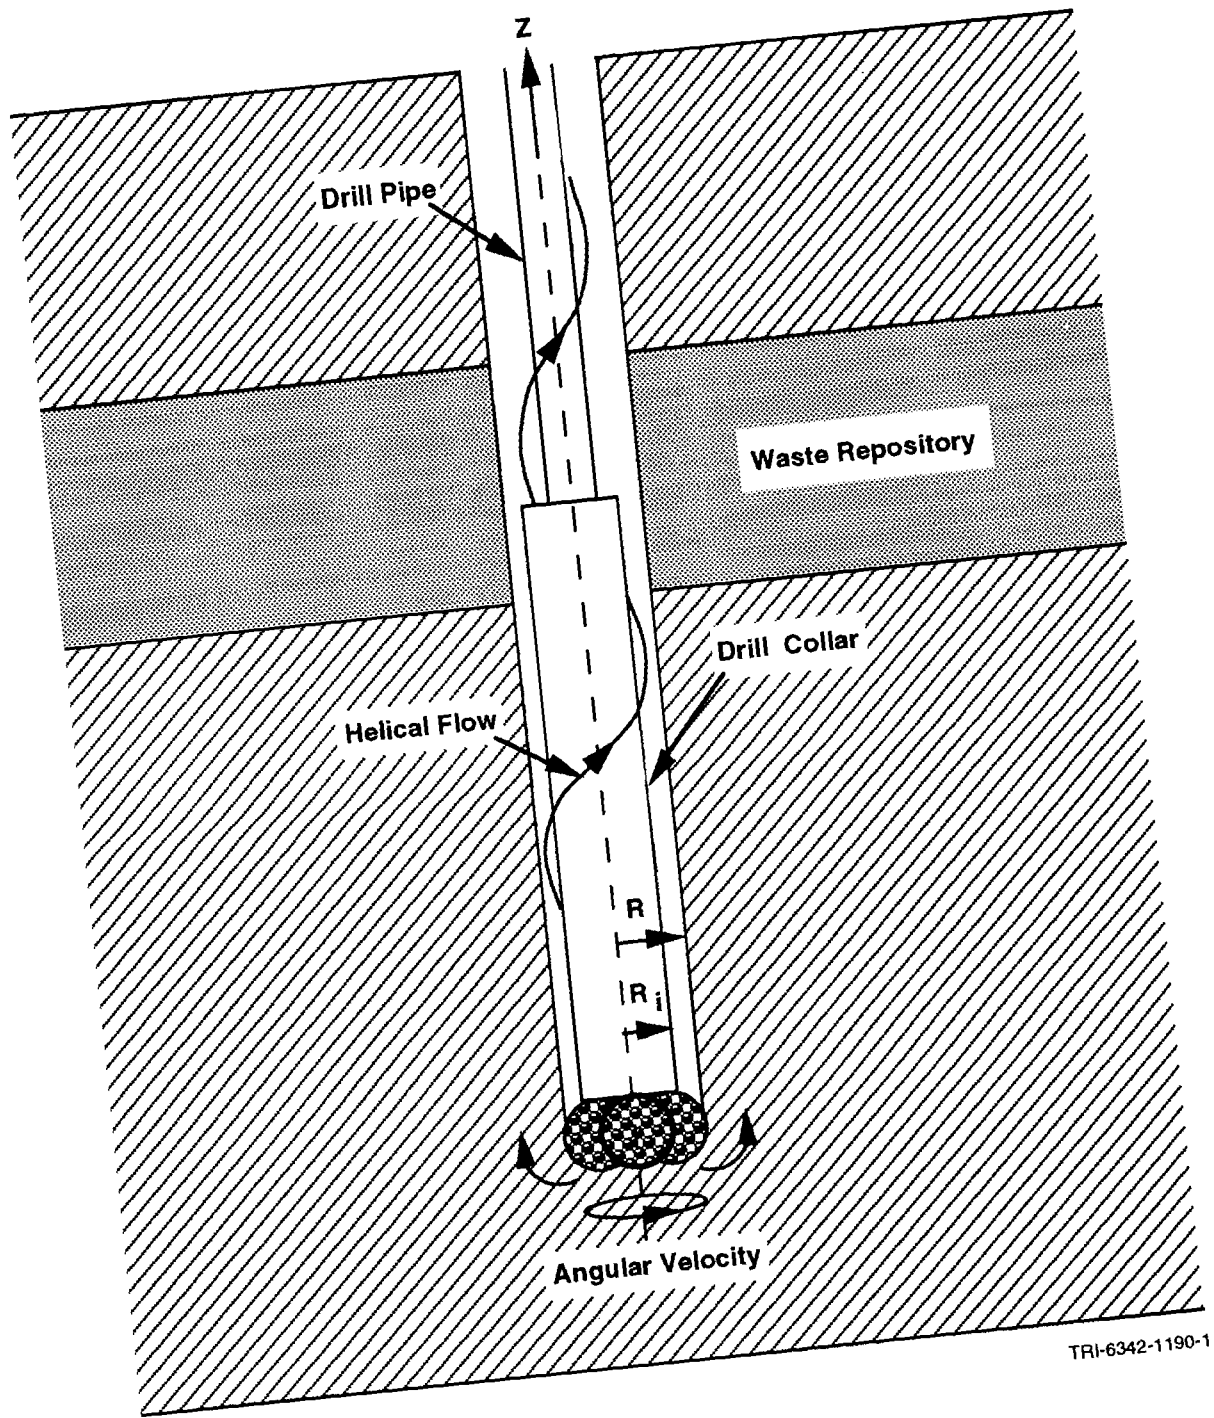 Z
Drill Pipe
Waste Repository
Drill Collar
Helical Flow
R
R i
Angular Velocity
TRI-6342-1190-1